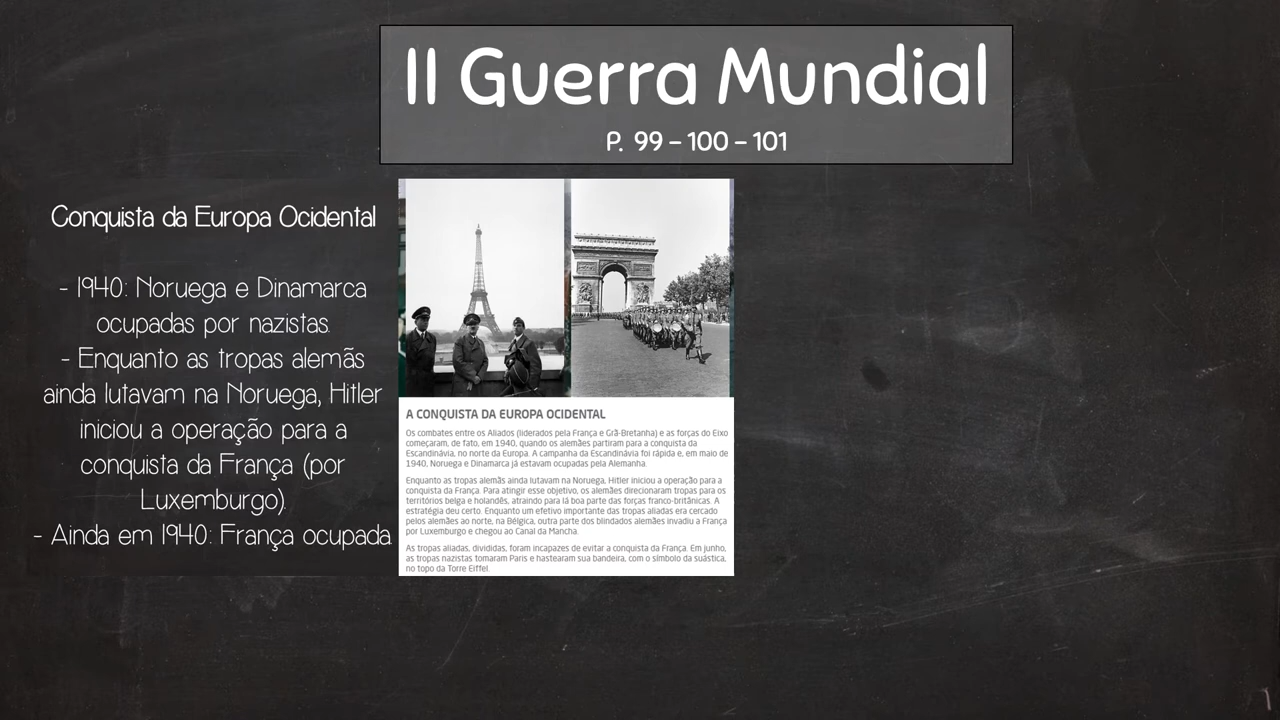 II Guerra Mundial
P. 99 – 100 – 101
Conquista da Europa Ocidental
- 1940: Noruega e Dinamarca
ocupadas por nazistas.
- Enquanto as tropas alemãs
ainda lutavam na Noruega, Hitler
iniciou a operação para a
conquista da França (por
Luxemburgo).
- Ainda em 1940: França ocupada.
A CONQUISTA DA EUROPA OCIDENTAL
Os combates entre os Aliados (liderados pela França e Grã-Bretanha) e as forças do Eixo
começaram, de fato, em 1940, quando os alemães partiram para a conquista da
Escandinávia, no norte da Europa. A campanha da Escandinávia foi rápida e, em maio de
1940, Noruega e Dinamarca já estavam ocupadas pela Alemanha.
Enquanto as tropas alemãs ainda lutavam na Noruega, Hitler iniciou a operação para a
conquista da França. Para atingir esse objetivo, os alemães direcionaram tropas para os
territórios belga e holandês, atraindo para lá boa parte das forças franco-britânicas. A
estratégia deu certo. Enquanto um efetivo importante das tropas aliadas era cercado
pelos alemães ao norte, na Bélgica, outra parte dos blindados alemães invadiu a França
por Luxemburgo e chegou ao Canal da Mancha.
As tropas aliadas, divididas, foram incapazes de evitar a conquista da França. Em junho,
as tropas nazistas tomaram Paris e hastearam sua bandeira, com o símbolo da suástica,
no topo da Torre Eiffel.